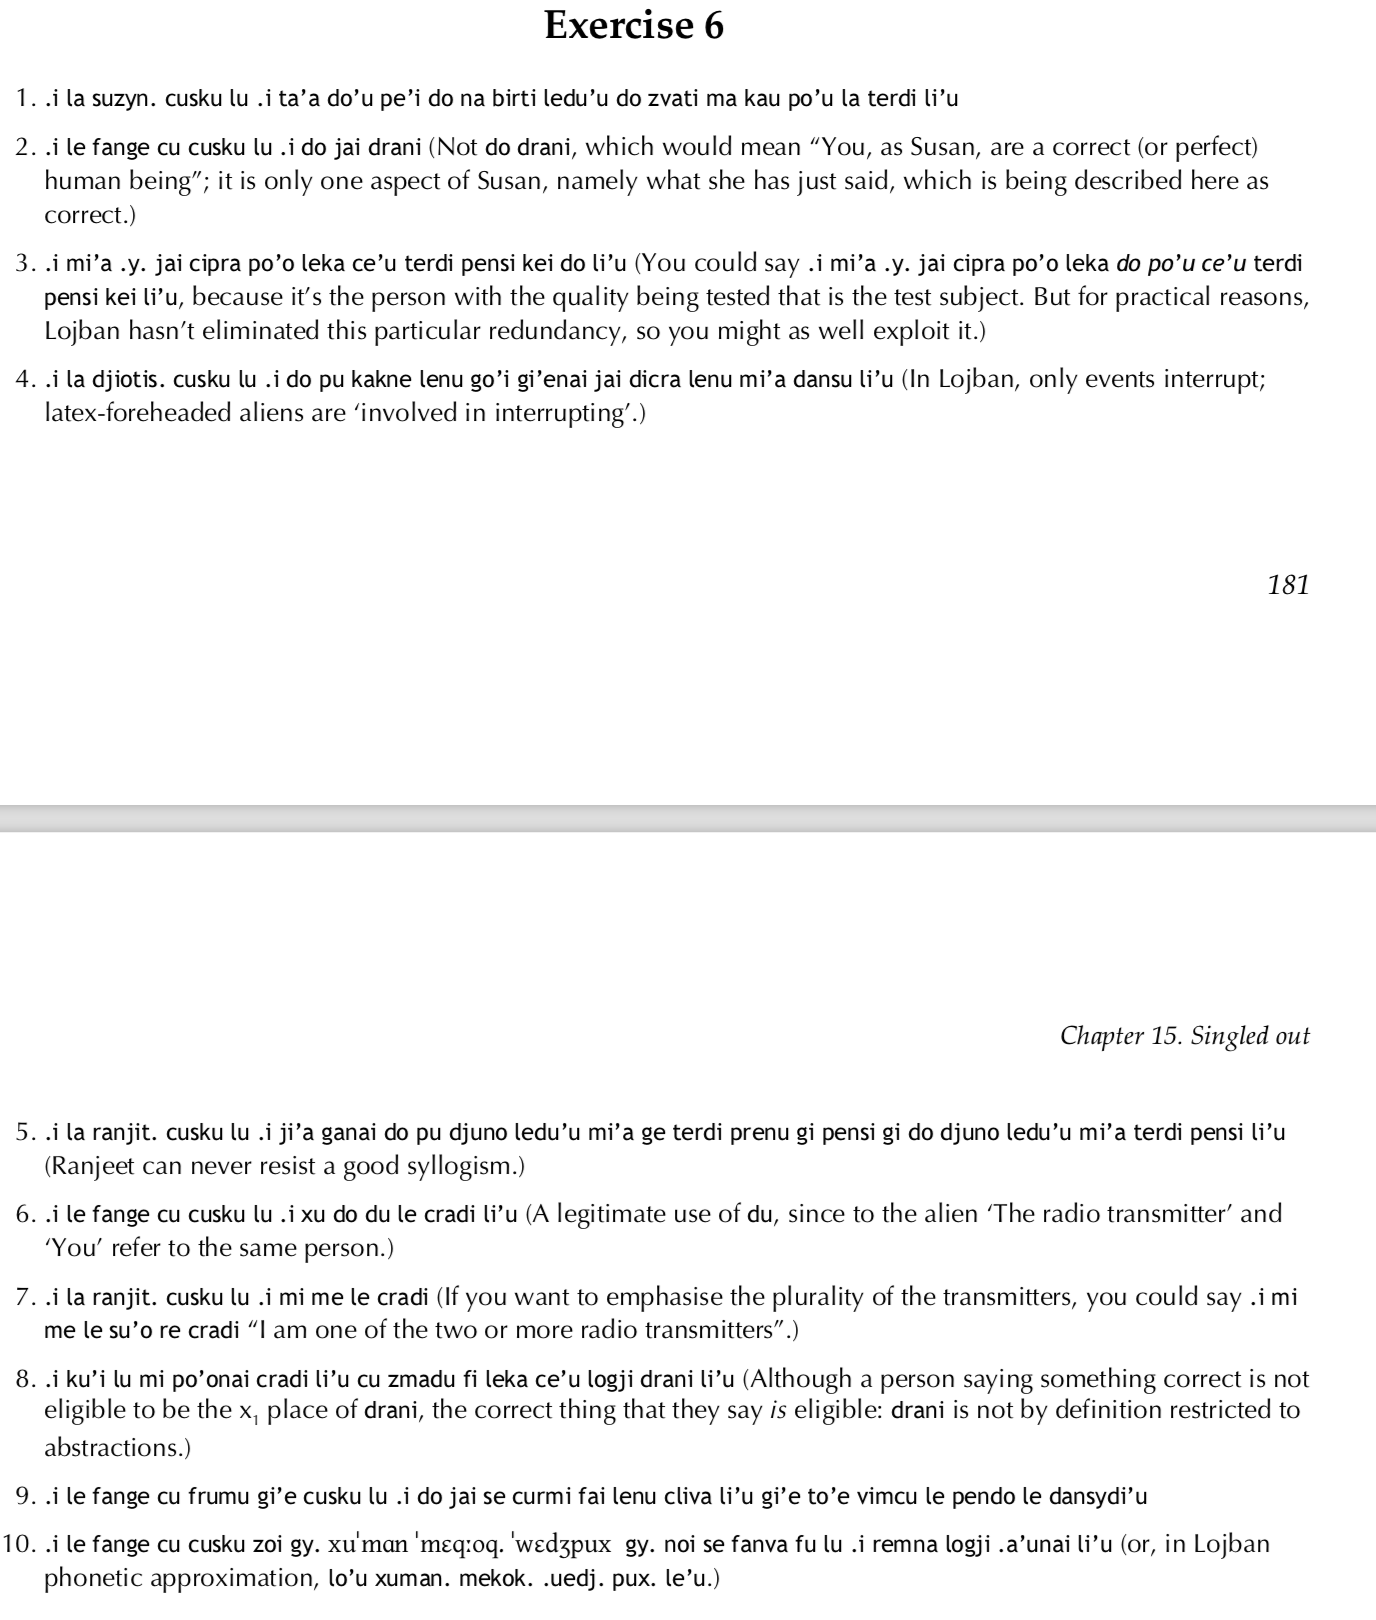 Exercise 6
1. .i la suzyn. cusku lu .i ta’a do’u pe’i do na birti ledu’u do zvati ma kau po’u la terdi li’u
2. .i le fange cu cusku lu .i do jai drani (Not do drani, which would mean “You, as Susan, are a correct (or perfect)
human being”; it is only one aspect of Susan, namely what she has just said, which is being described here as
correct.)
3. .i mi’a .y. jai cipra po’o leka ce’u terdi pensi kei do li’u (You could say .i mi’a .y. jai cipra po’o leka do po’u ce’u terdi
pensi kei li’u, because it’s the person with the quality being tested that is the test subject. But for practical reasons,
Lojban hasn’t eliminated this particular redundancy, so you might as well exploit it.)
4. .i la djiotis. cusku lu .i do pu kakne lenu go’i gi’enai jai dicra lenu mi’a dansu li’u (In Lojban, only events interrupt;
latex-foreheaded aliens are ‘involved in interrupting’.)
181
Chapter 15. Singled out
5. .i la ranjit. cusku lu .i ji’a ganai do pu djuno ledu’u mi’a ge terdi prenu gi pensi gi do djuno ledu’u mi’a terdi pensi li’u
(Ranjeet can never resist a good syllogism.)
6. .i le fange cu cusku lu .i xu do du le cradi li’u (A legitimate use of du, since to the alien ‘The radio transmitter’ and
‘You’ refer to the same person.)
7. .i la ranjit. cusku lu .i mi me le cradi (If you want to emphasise the plurality of the transmitters, you could say .i mi
me le su’o re cradi “I am one of the two or more radio transmitters”.)
8. .i ku’i lu mi po’onai cradi li’u cu zmadu fi leka ce’u logji drani li’u (Although a person saying something correct is not
eligible to be the x₁ place of drani, the correct thing that they say is eligible: drani is not by definition restricted to
abstractions.)
9. .i le fange cu frumu gi’e cusku lu .i do jai se curmi fai lenu cliva li’u gi’e to’e vimcu le pendo le dansydi’u
10. .i le fange cu cusku zoi gy. xuˈmɑn ˈmɛqːoq. ˈwɛdʒpux gy. noi se fanva fu lu .i remna logji .a’unai li’u (or, in Lojban
phonetic approximation, lo’u xuman. mekok. .uedj. pux. le’u.)